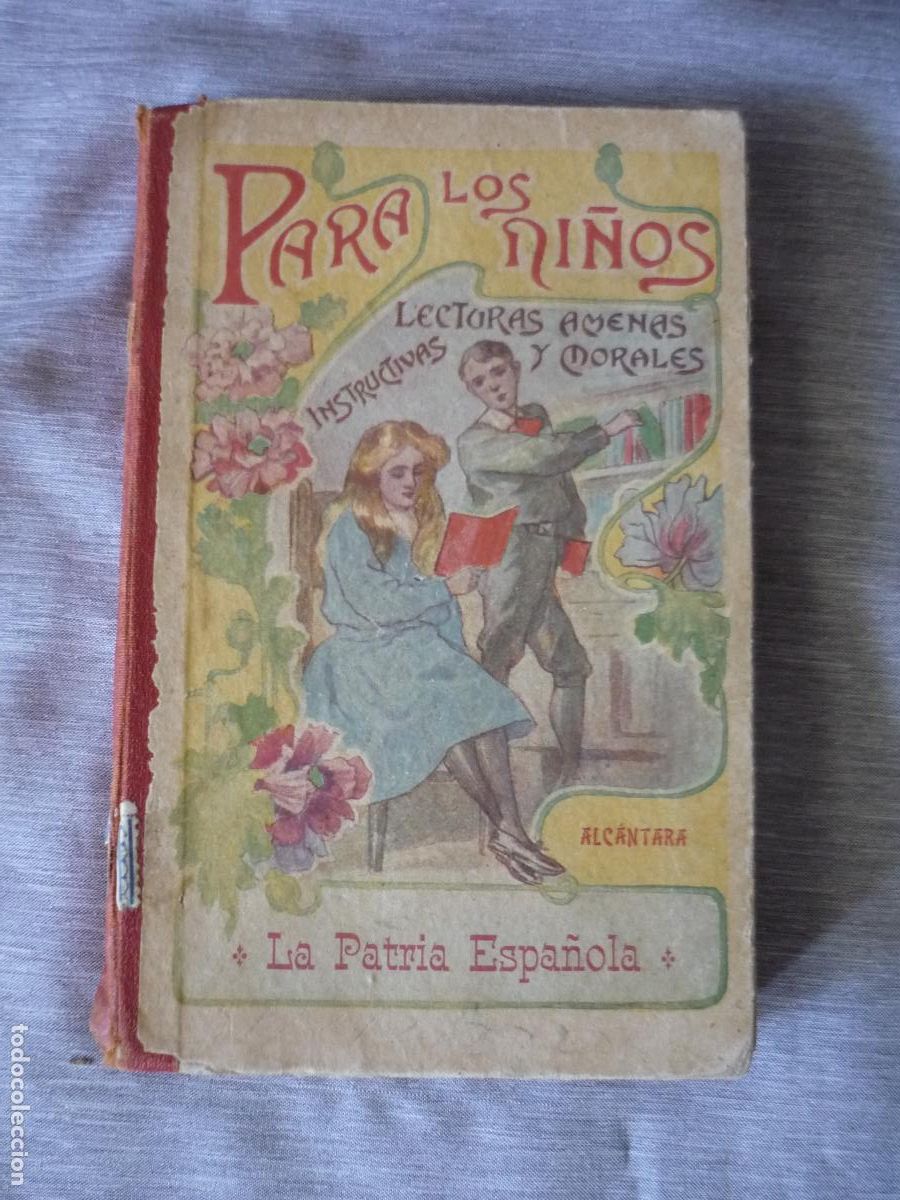 PARA LOS NIÑOS
LECTURAS AMENAS
INSTRUCTIVAS Y MORALES
ALCÁNTARA
La Patria Española
todocoleccion